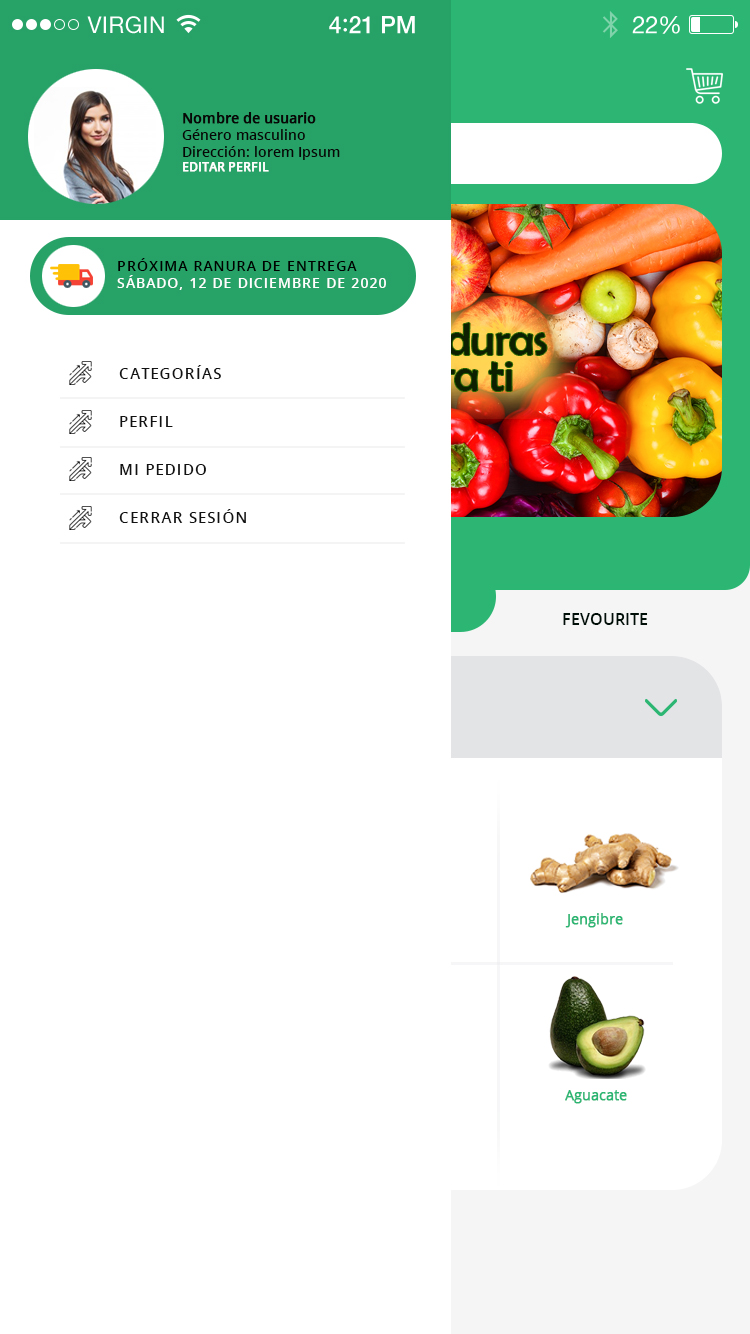 VIRGIN
4:21 PM
22%
Nombre de usuario
Género masculino
Dirección: lorem Ipsum
EDITAR PERFIL
PRÓXIMA RANURA DE ENTREGA
SÁBADO, 12 DE DICIEMBRE DE 2020
CATEGORÍAS
PERFIL
MI PEDIDO
CERRAR SESIÓN
duras
ra ti
FEVOURITE
Jengibre
Aguacate